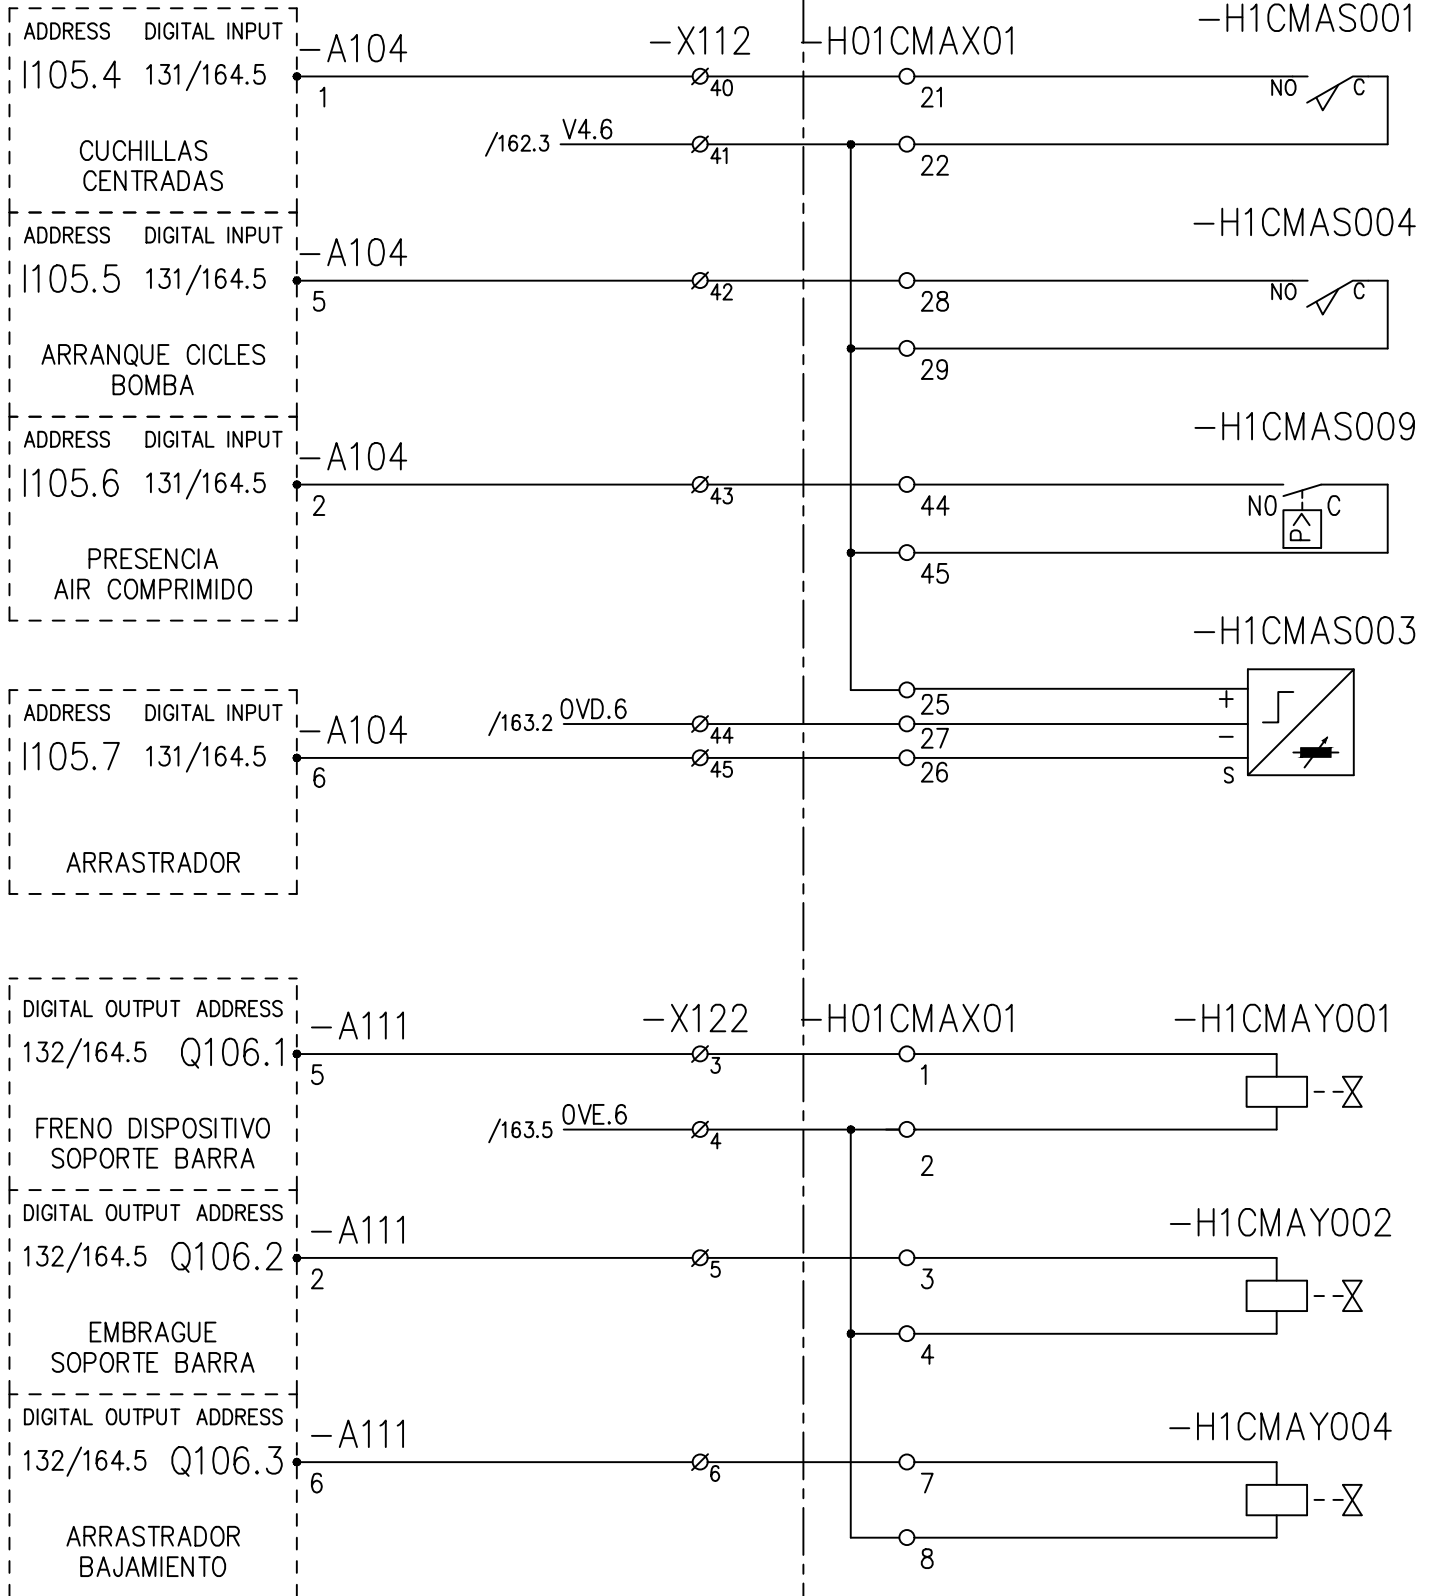 -H1CMAS001
ADDRESS DIGITAL INPUT
-A104
-X112
-H01CMAX01
I105.4 131/164.5
1
40
21
NO
C
/162.3
V4.6
41
22
CUCHILLAS
CENTRADAS
-H1CMAS004
ADDRESS DIGITAL INPUT
-A104
I105.5 131/164.5
5
42
28
NO
C
29
ARRANQUE CICLES
BOMBA
-H1CMAS009
ADDRESS DIGITAL INPUT
-A104
I105.6 131/164.5
2
43
44
NO
C
P>
45
PRESENCIA
AIR COMPRIMIDO
-H1CMAS003
ADDRESS DIGITAL INPUT
-A104
I105.7 131/164.5
6
25
+
/163.2
0VD.6
44
27
-
45
26
S
ARRASTRADOR
DIGITAL OUTPUT ADDRESS
-A111
-X122
-H01CMAX01
-H1CMAY001
132/164.5 Q106.1
5
3
1
/163.5
0VE.6
4
2
FRENO DISPOSITIVO
SOPORTE BARRA
DIGITAL OUTPUT ADDRESS
-A111
-H1CMAY002
132/164.5 Q106.2
2
5
3
4
EMBRAGUE
SOPORTE BARRA
DIGITAL OUTPUT ADDRESS
-A111
-H1CMAY004
132/164.5 Q106.3
6
6
7
8
ARRASTRADOR
BAJAMIENTO